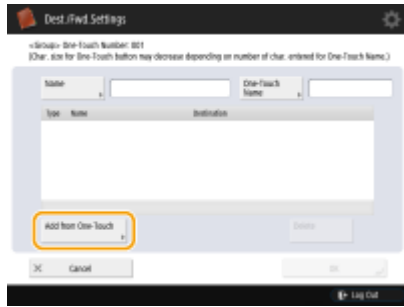 Dest./Fwd. Settings
<Group> One-Touch Number: 001
(Char. size for One-Touch button may decrease depending on number of char. entered for One-Touch Name.)
Name
One-Touch Name
Type Name Destination
Add from One-Touch
Delete
Cancel
OK
Log Out